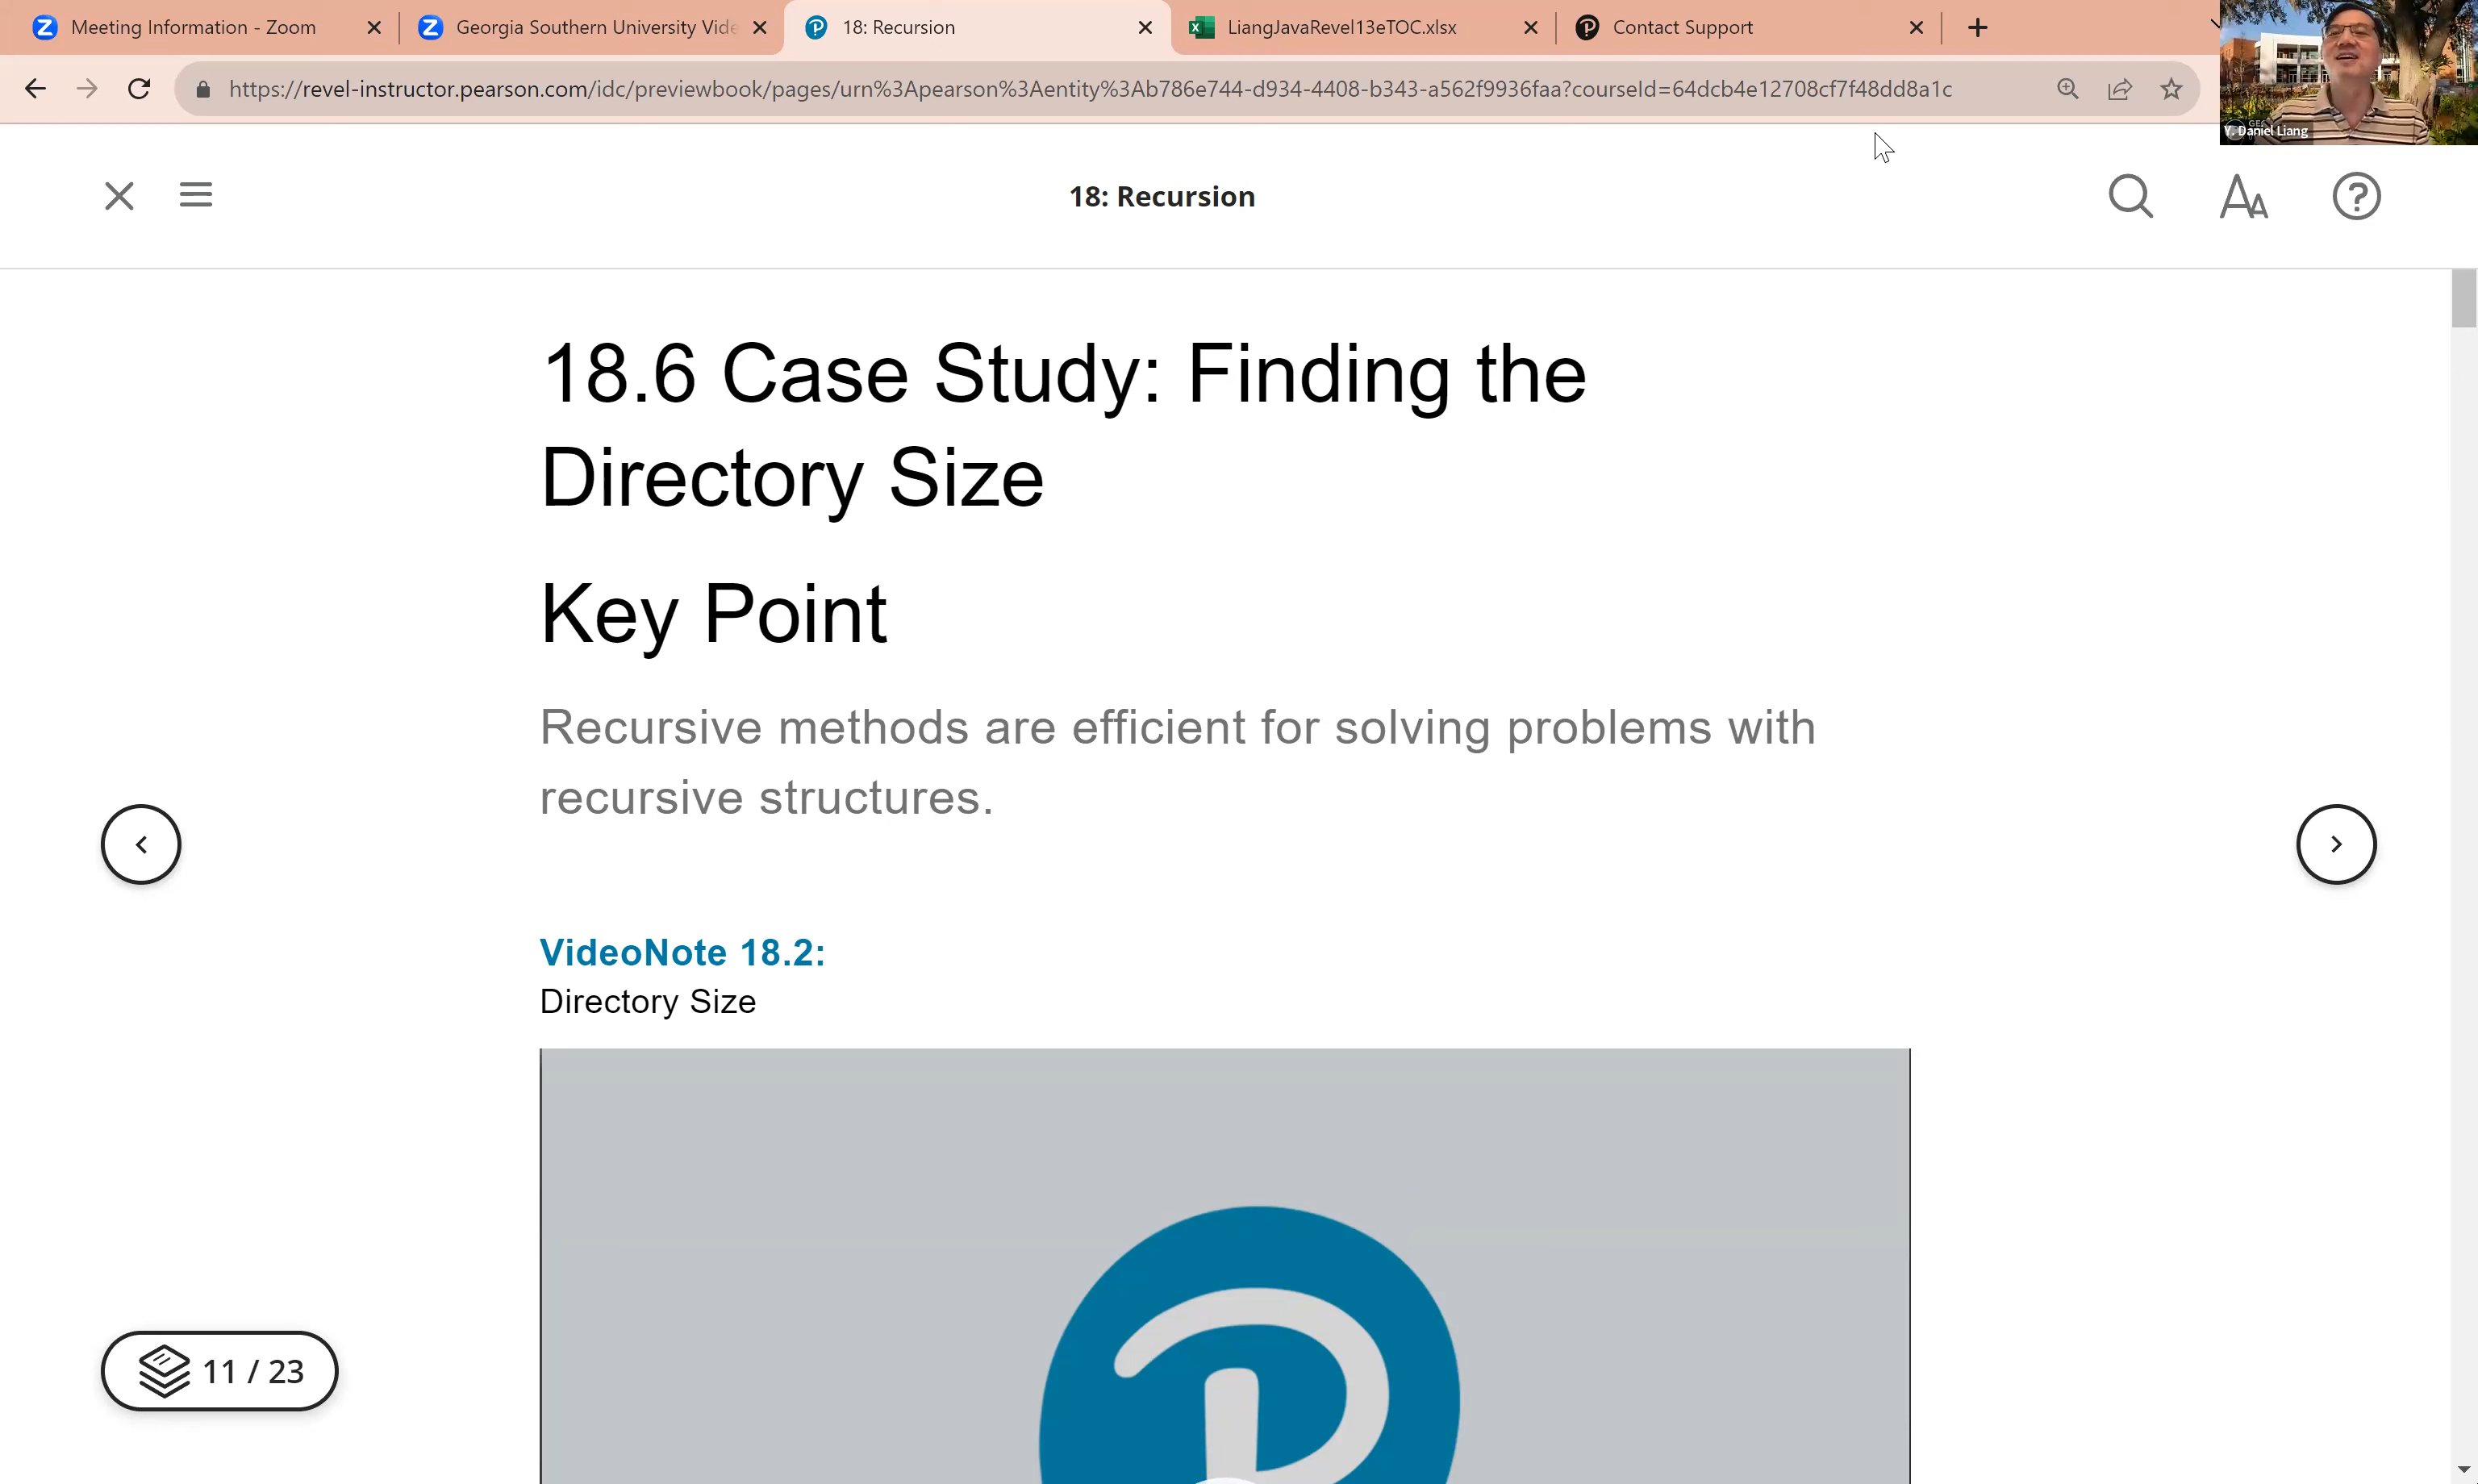 Meeting Information - Zoom
Georgia Southern University Vide
18: Recursion
LiangJavaRevel13eTOC.xlsx
Contact Support
https://revel-instructor.pearson.com/idc/previewbook/pages/urn%3Apearson%3Aentity%3Ab786e744-d934-4408-b343-a562f9936faa?courseId=64dcb4e12708cf7f48dd8a1c
Y. Daniel Liang
18: Recursion
18.6 Case Study: Finding the
Directory Size
Key Point
Recursive methods are efficient for solving problems with
recursive structures.
VideoNote 18.2:
Directory Size
11 / 23